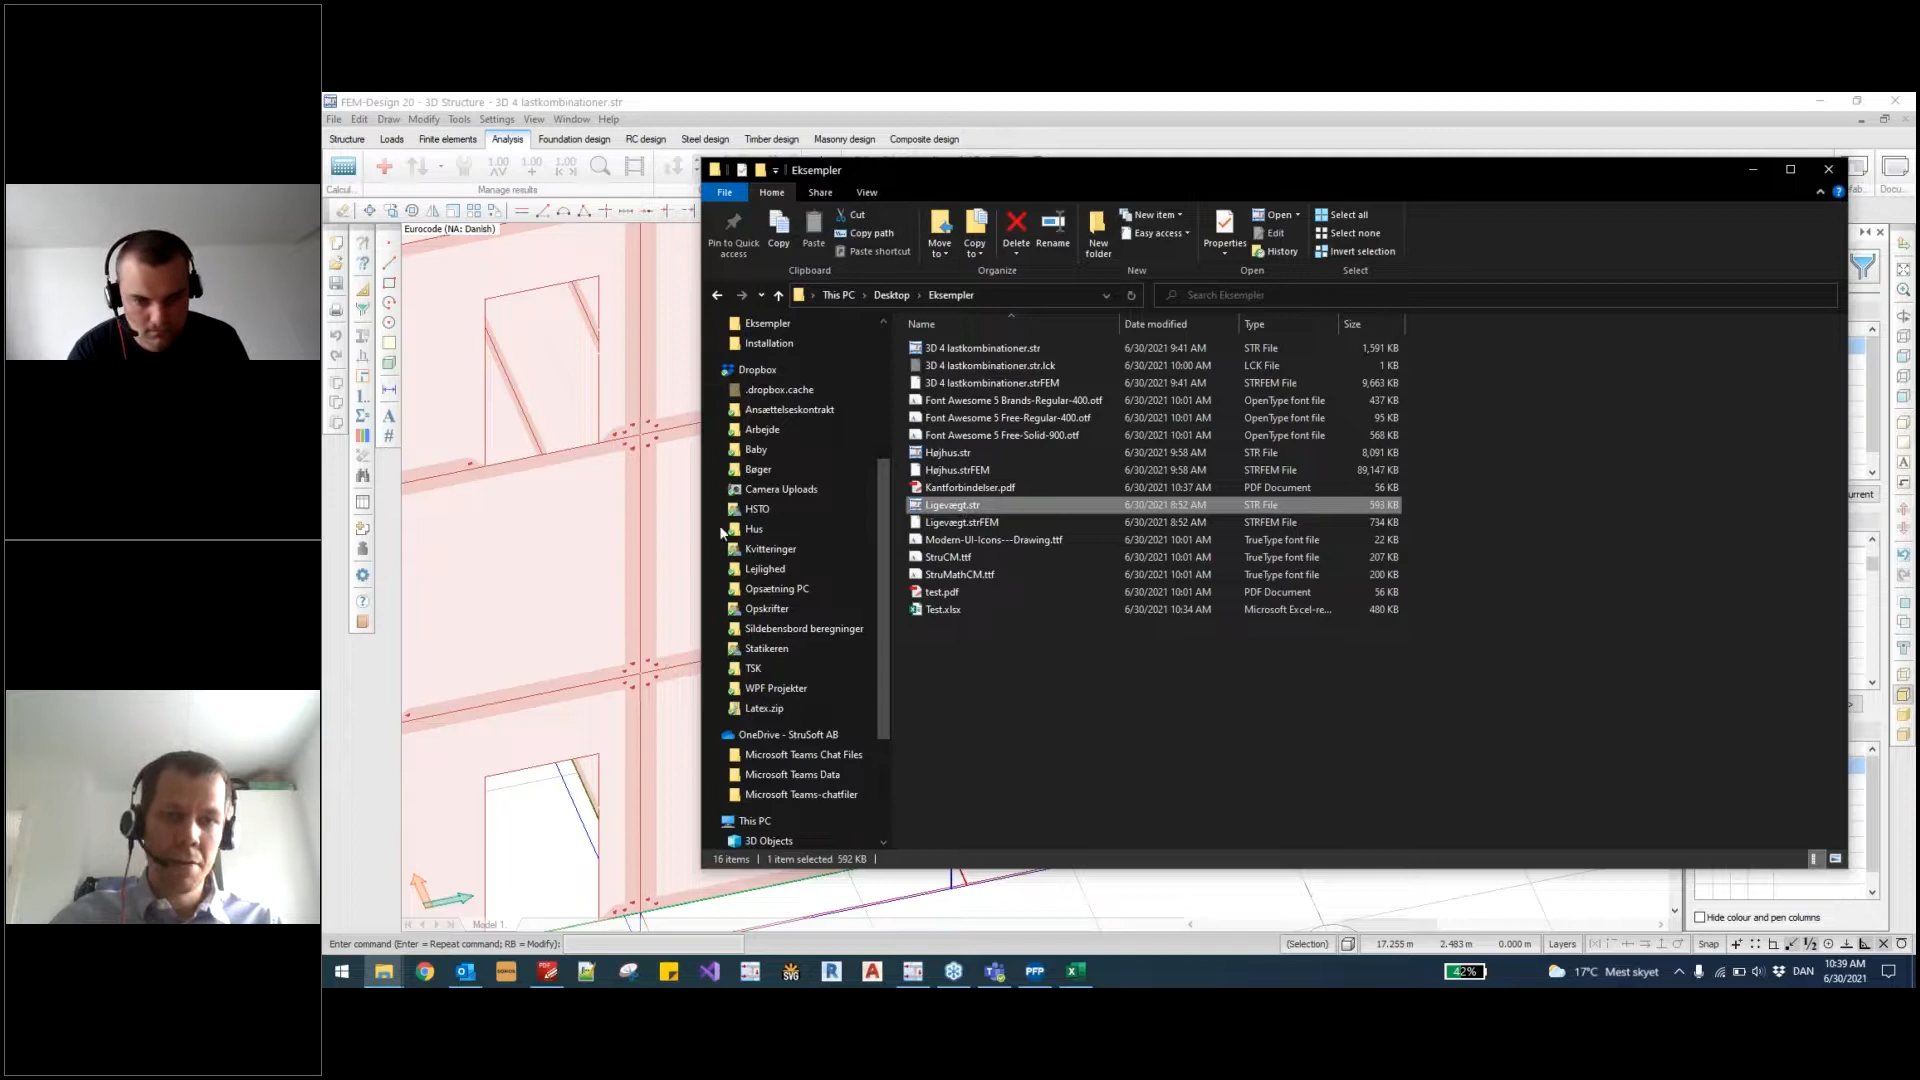 FEM-Design 20 - 3D Structure - 3D 4 lastkombinationer.str
File Edit Draw Modify Tools Settings View Window Help
Structure Loads Finite elements Analysis Foundation design RC design Steel design Timber design Masonry design Composite design
Manage results
Eurocode (NA: Danish)
Eksempler
File Home Share View
Pin to Quick access
Copy
Paste
Cut
Copy path
Paste shortcut
Move to
Copy to
Delete
Rename
New folder
New item
Easy access
Properties
Open
Edit
History
Select all
Select none
Invert selection
Clipboard Organize New Open Select
This PC > Desktop > Eksempler
Search Eksempler
Eksempler
Installation
Dropbox
.dropbox.cache
Ansættelseskontrakt
Arbejde
Baby
Bøger
Camera Uploads
HSTO
Hus
Kvitteringer
Lejlighed
Opsætning PC
Opskrifter
Sildebensbord beregninger
Statikeren
TSK
WPF Projekter
Latex.zip
OneDrive - StruSoft AB
Microsoft Teams Chat Files
Microsoft Teams Data
Microsoft Teams-chatfiler
This PC
3D Objects
Name Date modified Type Size
3D 4 lastkombinationer.str 6/30/2021 9:41 AM STR File 1,591 KB
3D 4 lastkombinationer.str.lck 6/30/2021 10:00 AM LCK File 1 KB
3D 4 lastkombinationer.strFEM 6/30/2021 9:41 AM STRFEM File 9,663 KB
Font Awesome 5 Brands-Regular-400.otf 6/30/2021 10:01 AM OpenType font file 437 KB
Font Awesome 5 Free-Regular-400.otf 6/30/2021 10:01 AM OpenType font file 95 KB
Font Awesome 5 Free-Solid-900.otf 6/30/2021 10:01 AM OpenType font file 568 KB
Højhus.str 6/30/2021 9:58 AM STR File 8,091 KB
Højhus.strFEM 6/30/2021 9:58 AM STRFEM File 89,147 KB
Kantforbindelser.pdf 6/30/2021 10:37 AM PDF Document 56 KB
Ligevægt.str 6/30/2021 8:52 AM STR File 593 KB
Ligevægt.strFEM 6/30/2021 8:52 AM STRFEM File 734 KB
Modern-UI-Icons---Drawing.ttf 6/30/2021 10:01 AM TrueType font file 22 KB
StruCM.ttf 6/30/2021 10:01 AM TrueType font file 207 KB
StruMathCM.ttf 6/30/2021 10:01 AM TrueType font file 200 KB
test.pdf 6/30/2021 10:01 AM PDF Document 56 KB
Test.xlsx 6/30/2021 10:34 AM Microsoft Excel-re... 480 KB
16 items 1 item selected 592 KB
Model 1
Hide colour and pen columns
Enter command (Enter = Repeat command; RB = Modify):
(Selection) 17.255 m 2.483 m 0.000 m Layers Snap
42% 17°C Mest skyet DAN
10:39 AM
6/30/2021